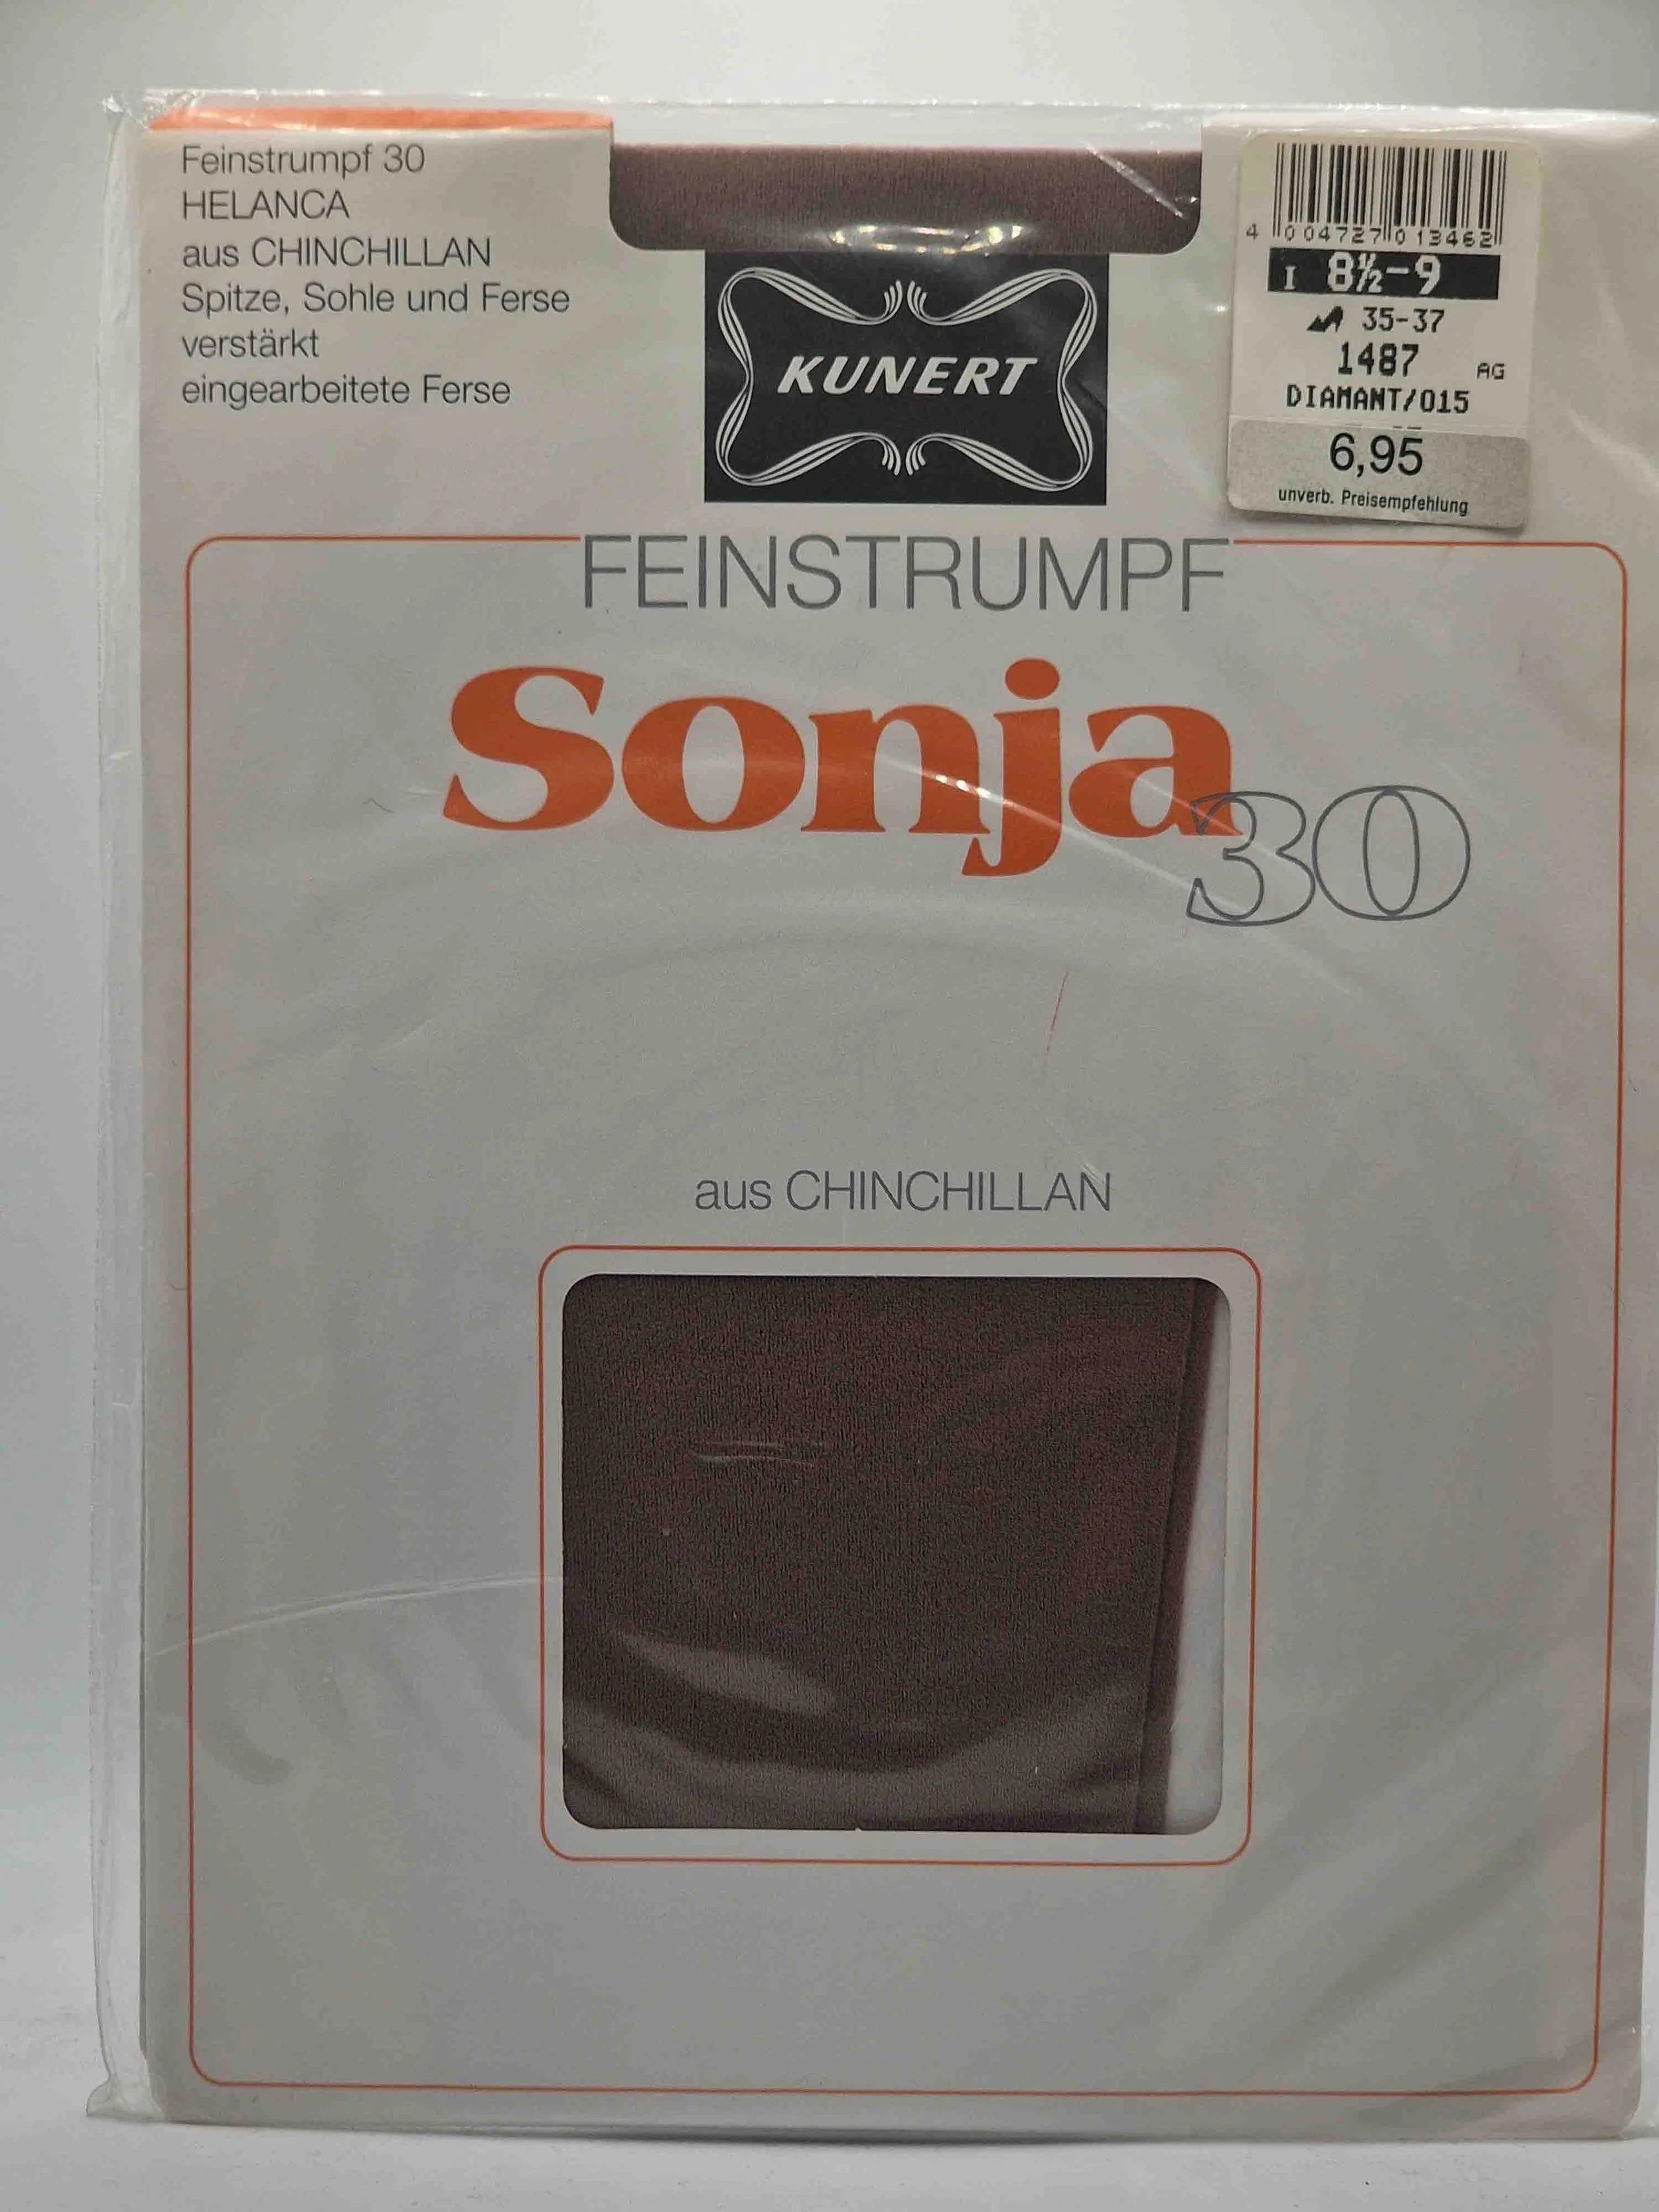 Feinstrumpf 30
HELANCA
aus CHINCHILLAN
Spitze, Sohle und Ferse
verstärkt
eingearbeitete Ferse
KUNERT
4 004727 013462
I 8½-9
35-37
1487 AG
DIAMANT/015
6,95
unverb. Preisempfehlung
FEINSTRUMPF
Sonja
30
aus CHINCHILLAN